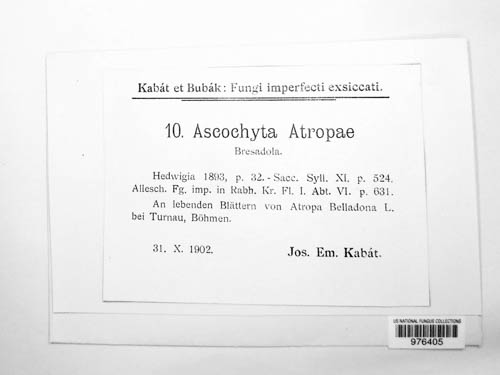 Kabát et Bubák: Fungi imperfecti exsiccati.
10. Ascochyta Atropae
Bresadola.
Hedwigia 1893, p. 32. - Sacc. Syll. XI. p. 524.
Allesch. Fg. imp. in Rabh. Kr. Fl. I. Abt. VI. p. 631.
An lebenden Blättern von Atropa Belladona L.
bei Turnau, Böhmen.
31. X. 1902.
Jos. Em. Kabát.
US NATIONAL FUNGUS COLLECTIONS
976405